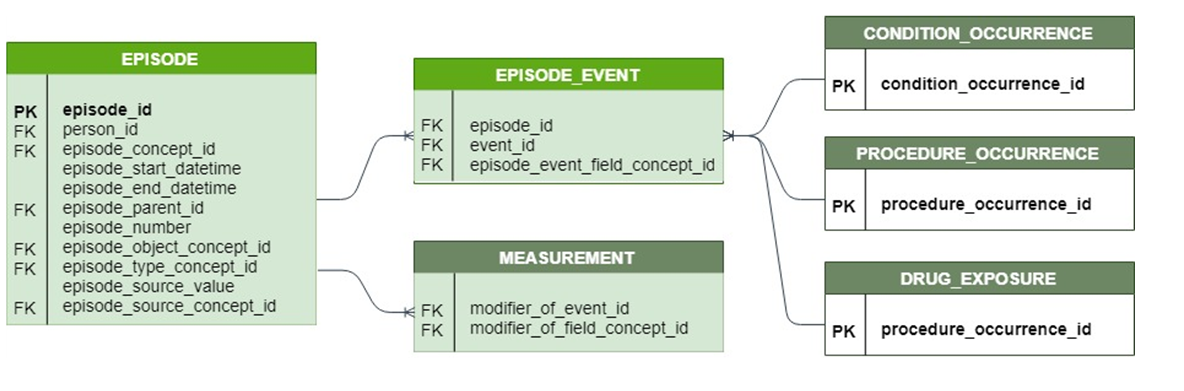 EPISODE
PK episode_id
FK person_id
FK episode_concept_id
episode_start_datetime
episode_end_datetime
FK episode_parent_id
episode_number
FK episode_object_concept_id
FK episode_type_concept_id
episode_source_value
FK episode_source_concept_id
EPISODE_EVENT
FK episode_id
FK event_id
FK episode_event_field_concept_id
MEASUREMENT
FK modifier_of_event_id
FK modifier_of_field_concept_id
CONDITION_OCCURRENCE
PK condition_occurrence_id
PROCEDURE_OCCURRENCE
PK procedure_occurrence_id
DRUG_EXPOSURE
PK procedure_occurrence_id